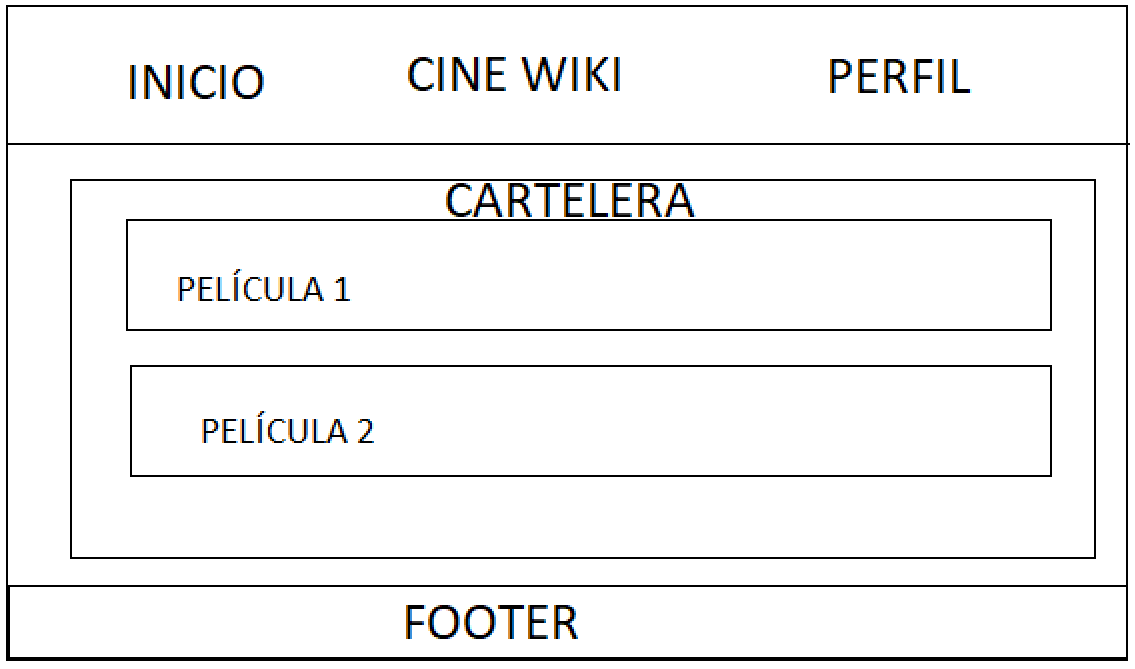 INICIO CINE WIKI PERFIL
CARTELERA
PELÍCULA 1
PELÍCULA 2
FOOTER